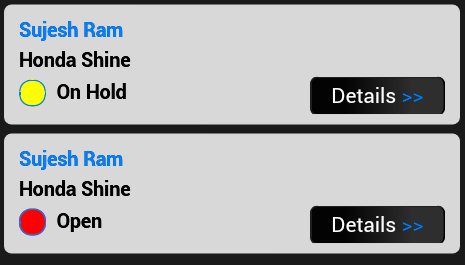 Sujesh Ram
Honda Shine
On Hold
Details >>
Sujesh Ram
Honda Shine
Open
Details >>